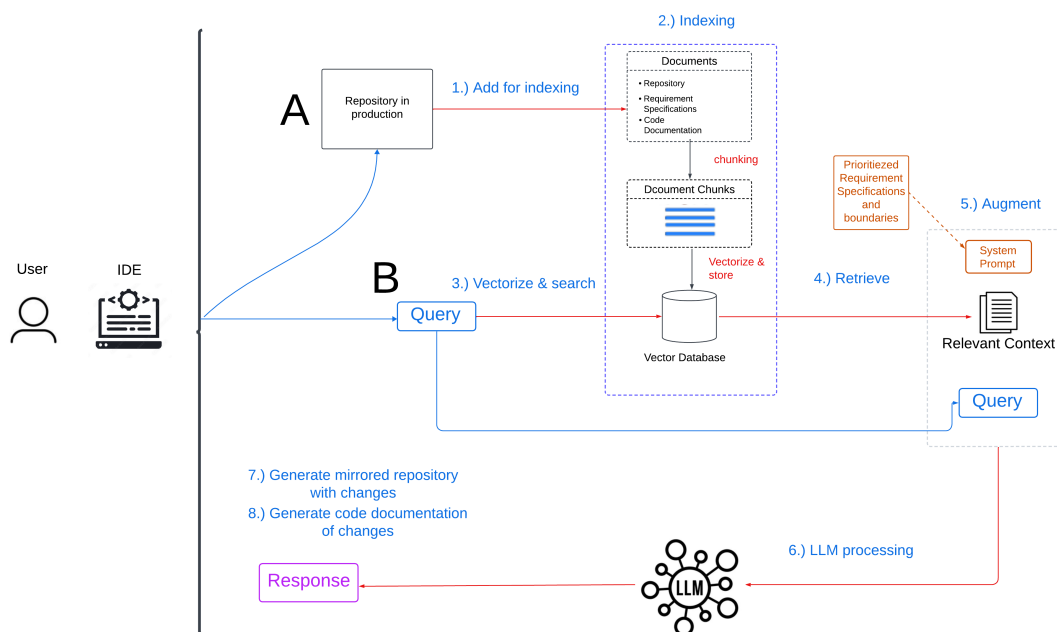 2.) Indexing
Documents
• Repository
• Requirement
Specifications
• Code
Documentation
A
Repository in
production
1.) Add for indexing
chunking
Dcoument Chunks
Prioritiezed
Requirement
Specifications
and
boundaries
5.) Augment
System
Prompt
User
IDE
B
3.) Vectorize & search
Vectorize &
store
4.) Retrieve
Query
Vector Database
Relevant Context
Query
7.) Generate mirrored repository
with changes
8.) Generate code documentation
of changes
6.) LLM processing
Response
LLM